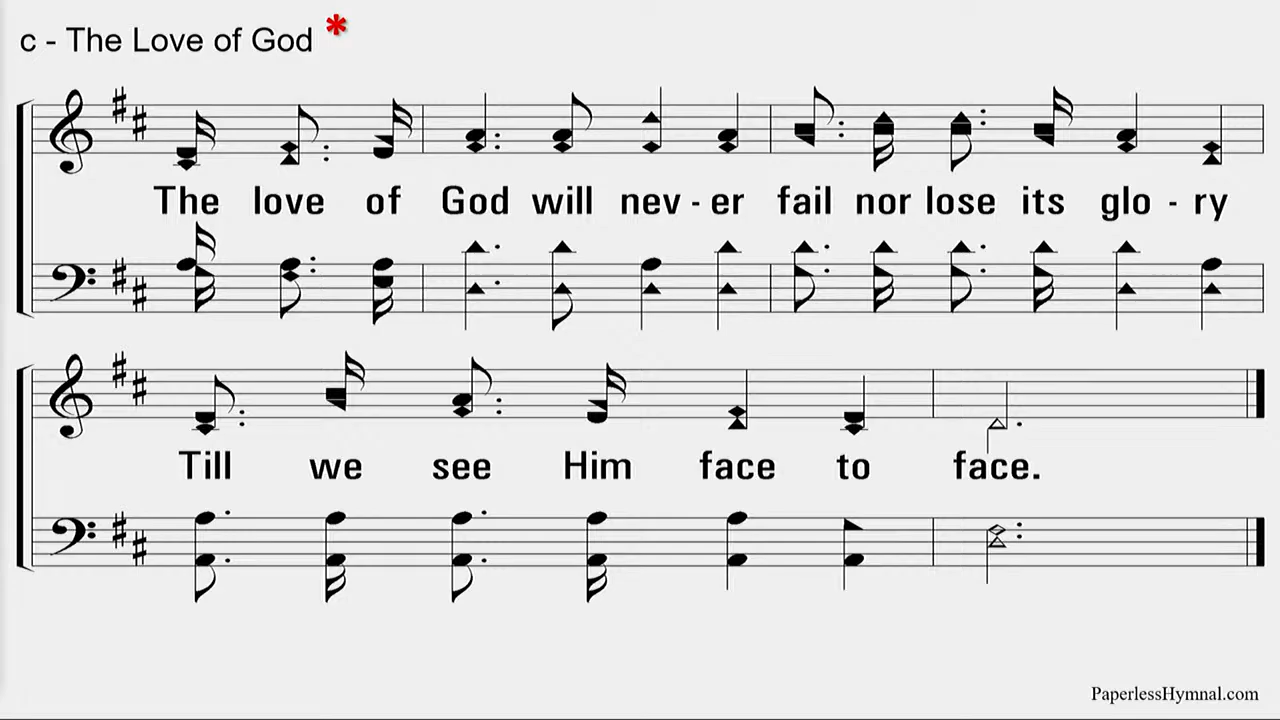 c - The Love of God *
The love of God will nev - er fail nor lose its glo - ry
Till we see Him face to face.
PaperlessHymnal.com